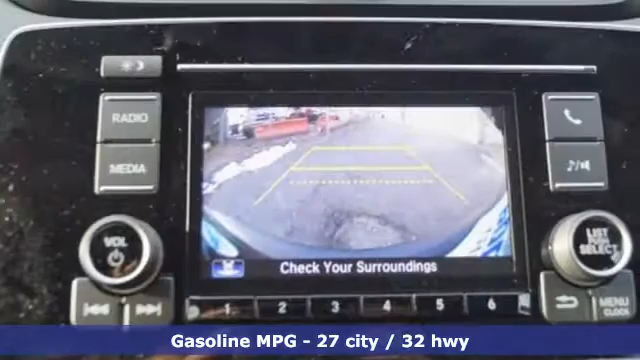 RADIO
MEDIA
VOL
LIST
PUSH
SELECT
Check Your Surroundings
1 2 3 4 5 6
MENU
CLOCK
Gasoline MPG - 27 city / 32 hwy